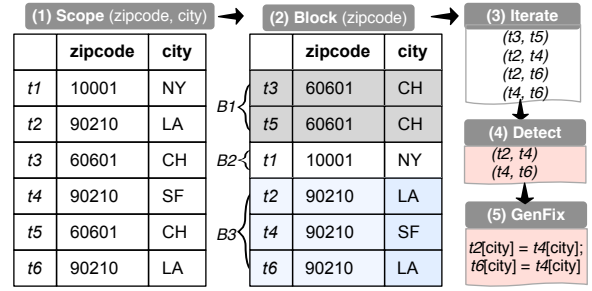 (1) Scope (zipcode, city)
zipcode city
t1 10001 NY
t2 90210 LA
t3 60601 CH
t4 90210 SF
t5 60601 CH
t6 90210 LA
(2) Block (zipcode)
zipcode city
B1
t3 60601 CH
t5 60601 CH
B2
t1 10001 NY
B3
t2 90210 LA
t4 90210 SF
t6 90210 LA
(3) Iterate
(t3, t5)
(t2, t4)
(t2, t6)
(t4, t6)
(4) Detect
(t2, t4)
(t4, t6)
(5) GenFix
t2[city] = t4[city];
t6[city] = t4[city]